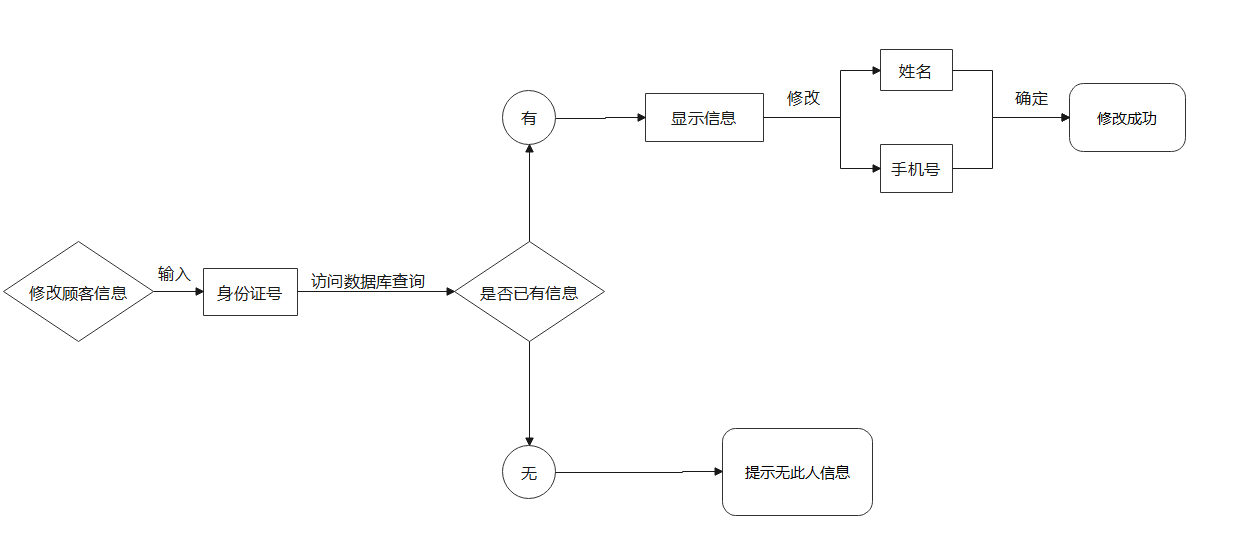 姓名
修改
确定
有
显示信息
修改成功
手机号
输入
访问数据库查询
修改顾客信息
身份证号
是否已有信息
无
提示无此人信息